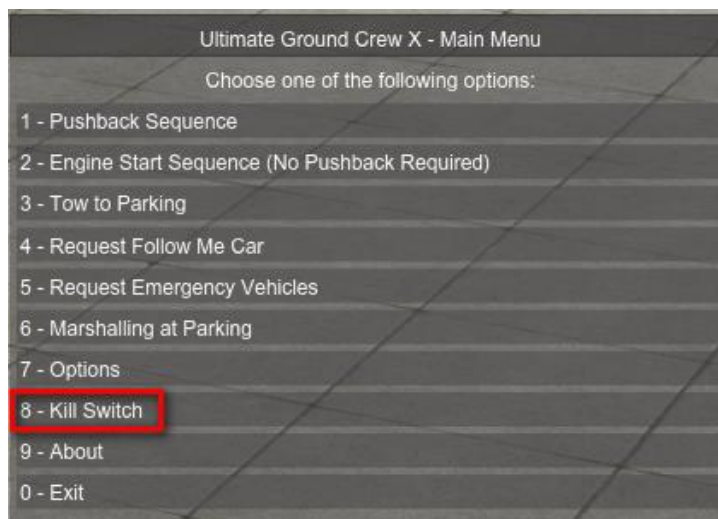 Ultimate Ground Crew X - Main Menu
Choose one of the following options:
1 - Pushback Sequence
2 - Engine Start Sequence (No Pushback Required)
3 - Tow to Parking
4 - Request Follow Me Car
5 - Request Emergency Vehicles
6 - Marshalling at Parking
7 - Options
8 - Kill Switch
9 - About
0 - Exit